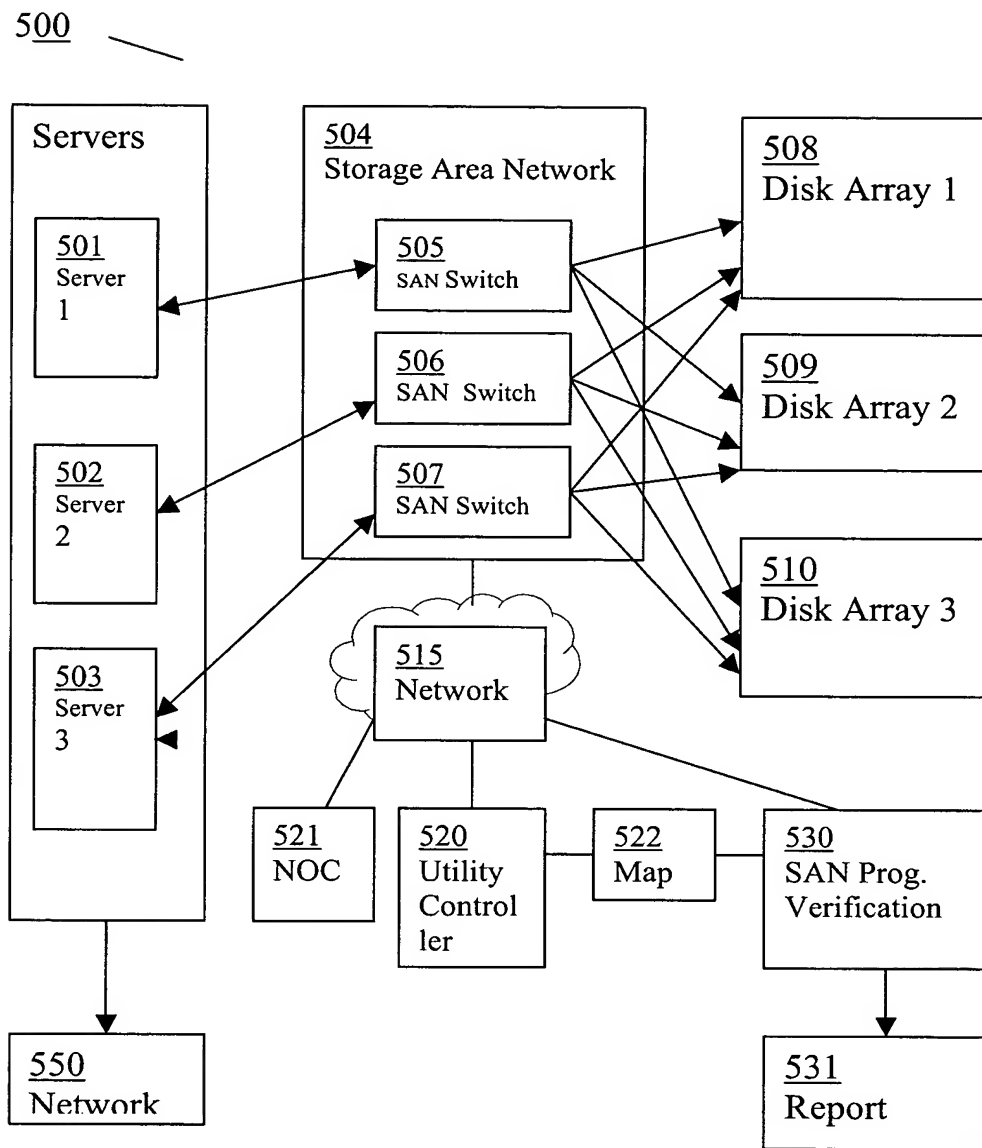 500
Servers
501
Server
1
502
Server
2
503
Server
3
504
Storage Area Network
505
SAN Switch
506
SAN Switch
507
SAN Switch
508
Disk Array 1
509
Disk Array 2
510
Disk Array 3
515
Network
521
NOC
520
Utility
Control
ler
522
Map
530
SAN Prog.
Verification
550
Network
531
Report